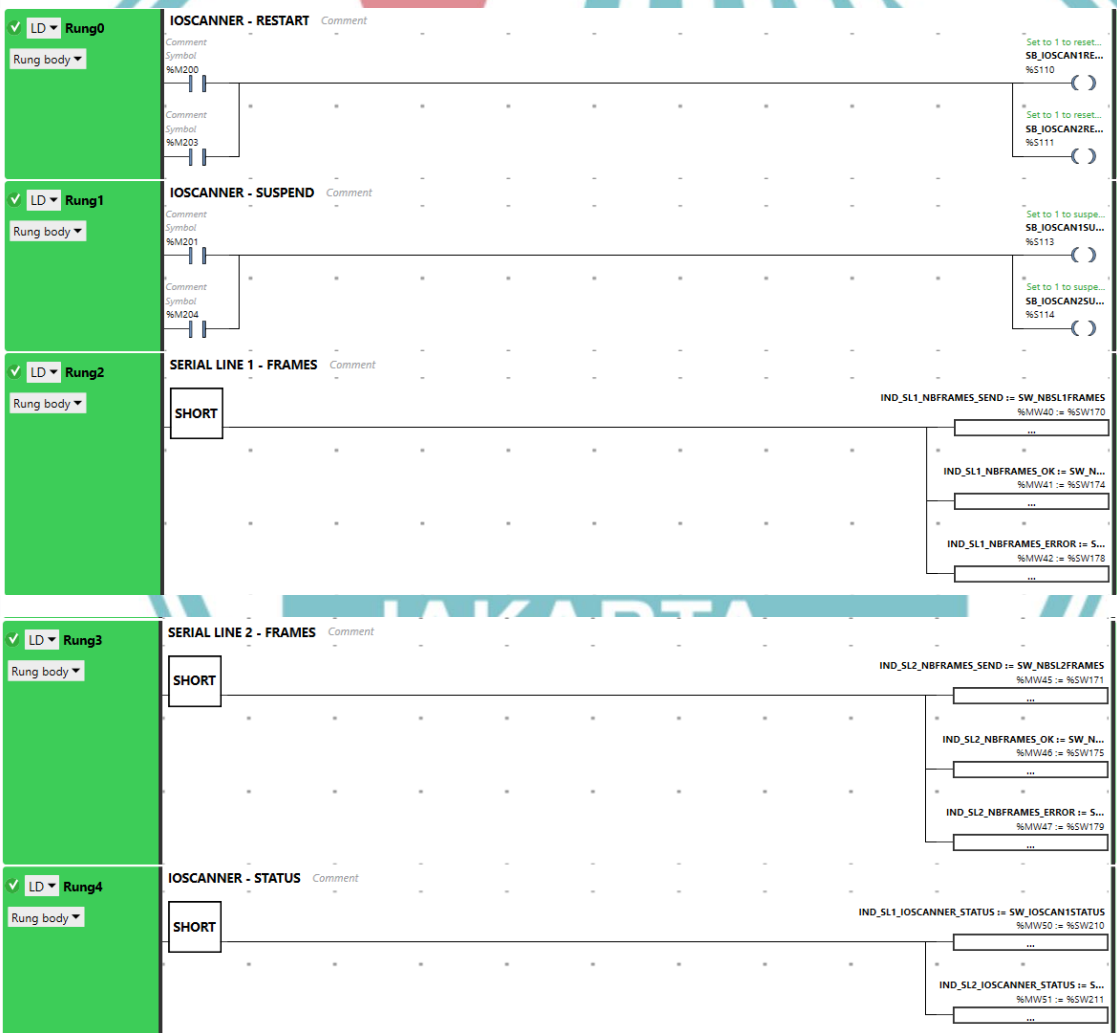 LD Rung0
Rung body
IOSCANNER - RESTART Comment
Comment
Symbol
%M200
Set to 1 to reset...
SB_IOSCAN1RE...
%S110
Comment
Symbol
%M203
Set to 1 to reset...
SB_IOSCAN2RE...
%S111
LD Rung1
Rung body
IOSCANNER - SUSPEND Comment
Comment
Symbol
%M201
Set to 1 to suspe...
SB_IOSCAN1SU...
%S113
Comment
Symbol
%M204
Set to 1 to suspe...
SB_IOSCAN2SU...
%S114
LD Rung2
Rung body
SERIAL LINE 1 - FRAMES Comment
SHORT
IND_SL1_NBFRAMES_SEND := SW_NBSL1FRAMES
%MW40 := %SW170
...
IND_SL1_NBFRAMES_OK := SW_N...
%MW41 := %SW174
...
IND_SL1_NBFRAMES_ERROR := S...
%MW42 := %SW178
...
JAKARTA
LD Rung3
Rung body
SERIAL LINE 2 - FRAMES Comment
SHORT
IND_SL2_NBFRAMES_SEND := SW_NBSL2FRAMES
%MW45 := %SW171
...
IND_SL2_NBFRAMES_OK := SW_N...
%MW46 := %SW175
...
IND_SL2_NBFRAMES_ERROR := S...
%MW47 := %SW179
...
LD Rung4
Rung body
IOSCANNER - STATUS Comment
SHORT
IND_SL1_IOSCANNER_STATUS := SW_IOSCAN1STATUS
%MW50 := %SW210
...
IND_SL2_IOSCANNER_STATUS := S...
%MW51 := %SW211
...